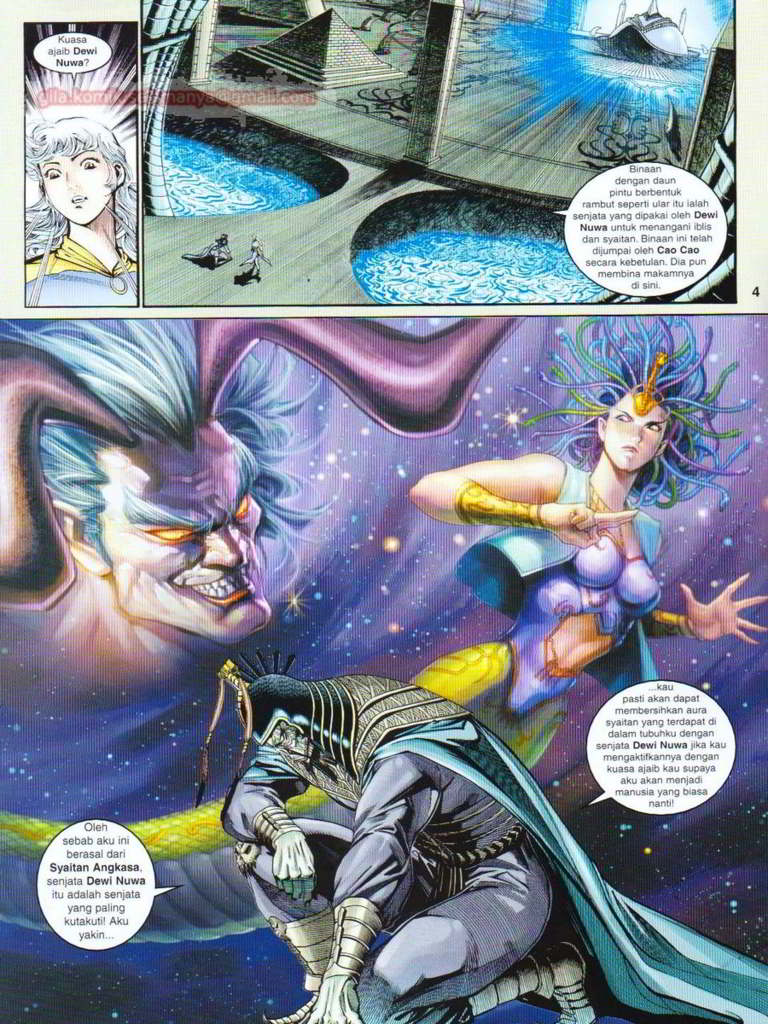 Kuasa
ajaib Dewi
Nuwa?
gila.komik
@gmail.com
Binaan
dengan daun
pintu berbentuk
rambut seperti ular itu ialah
senjata yang dipakai oleh Dewi
Nuwa untuk menangani iblis
dan syaitan. Binaan ini telah
dijumpai oleh Cao Cao
secara kebetulan. Dia pun
membina makamnya
di sini.
4
...kau
pasti akan dapat
membersihkan aura
syaitan yang terdapat di
dalam tubuhku dengan
senjata Dewi Nuwa jika kau
mengaktifkannya dengan
kuasa ajaib kau supaya
aku akan menjadi
manusia yang biasa
nanti!
Oleh
sebab aku ini
berasal dari
Syaitan Angkasa,
senjata Dewi Nuwa
itu adalah senjata
yang paling
kutakuti! Aku
yakin...